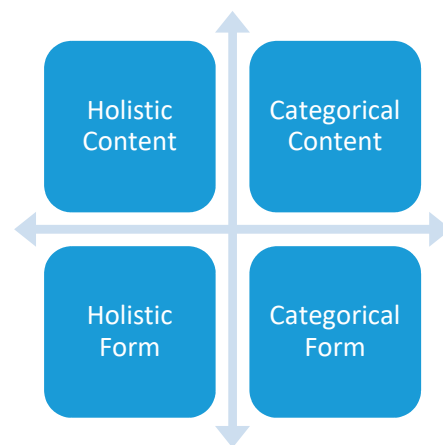 Holistic
Content
Categorical
Content
Holistic
Form
Categorical
Form